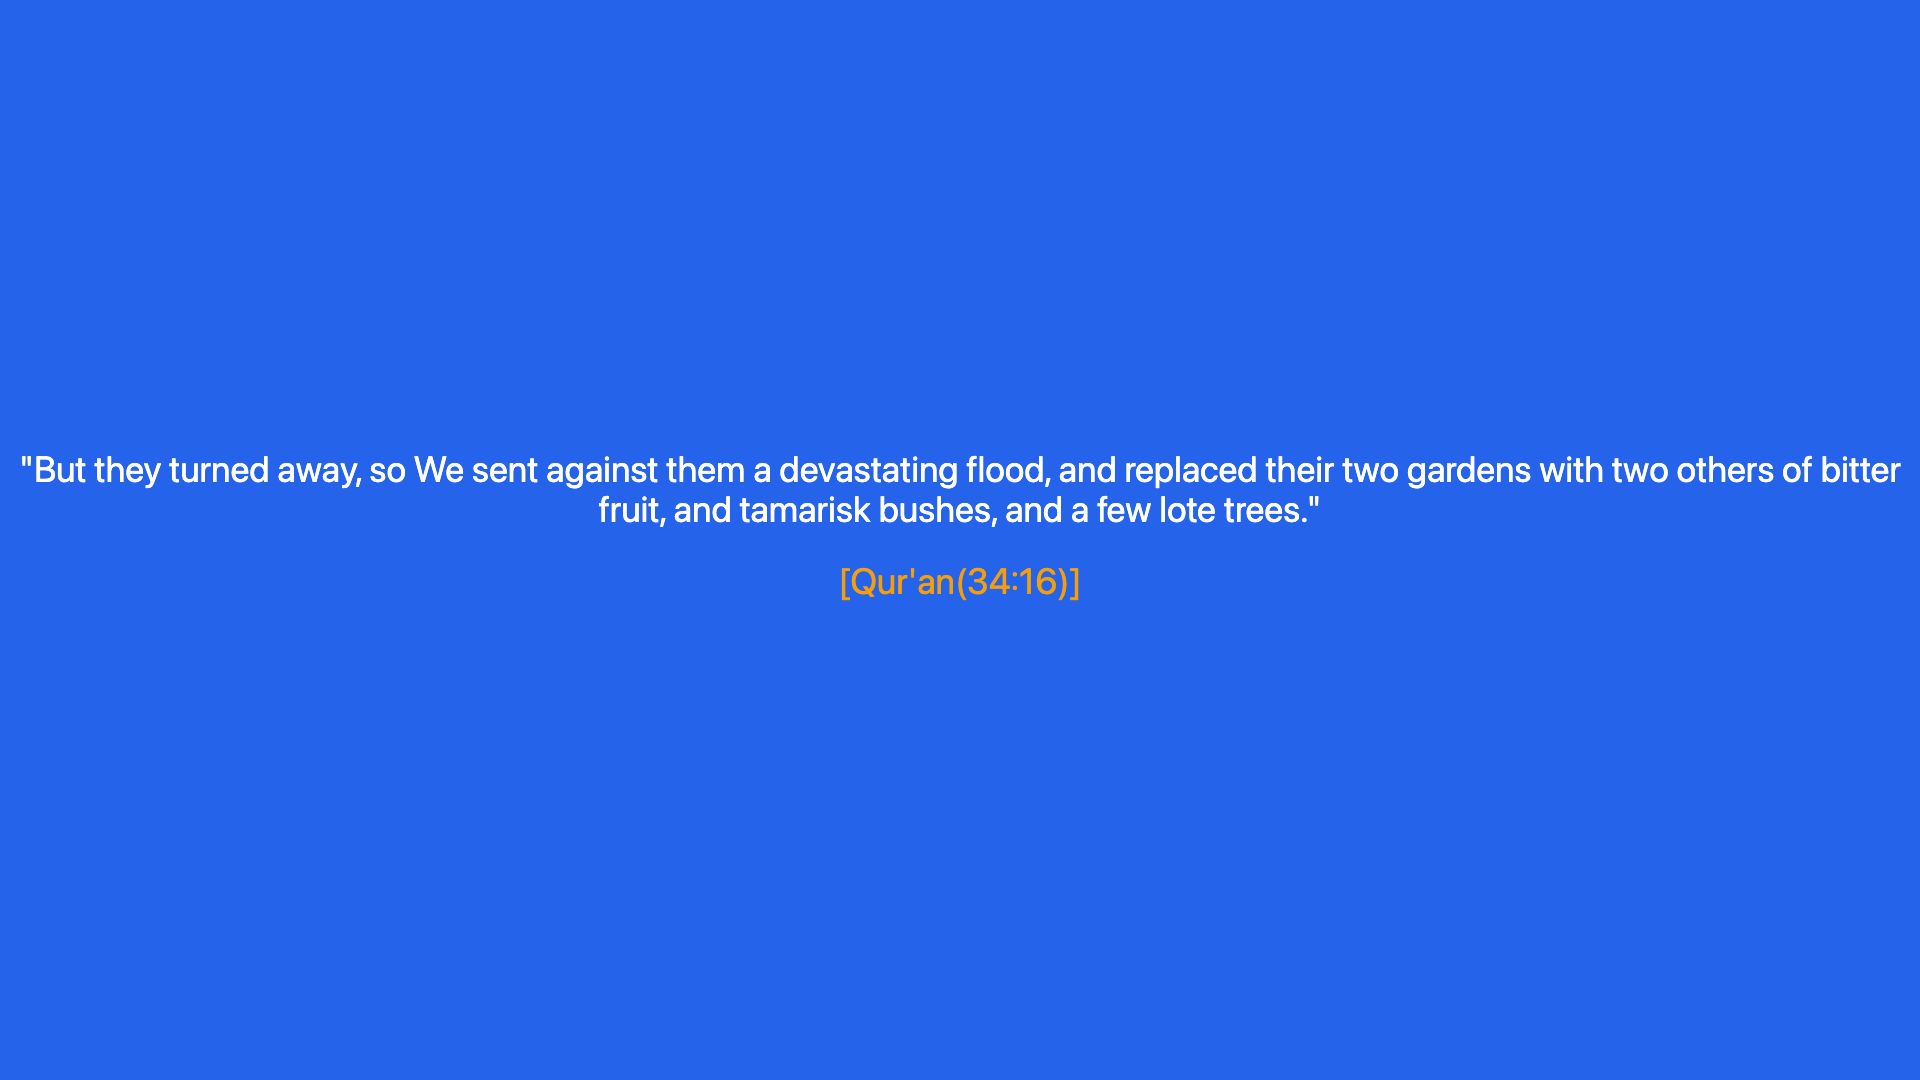 "But they turned away, so We sent against them a devastating flood, and replaced their two gardens with two others of bitter
fruit, and tamarisk bushes, and a few lote trees."
[Qur'an(34:16)]